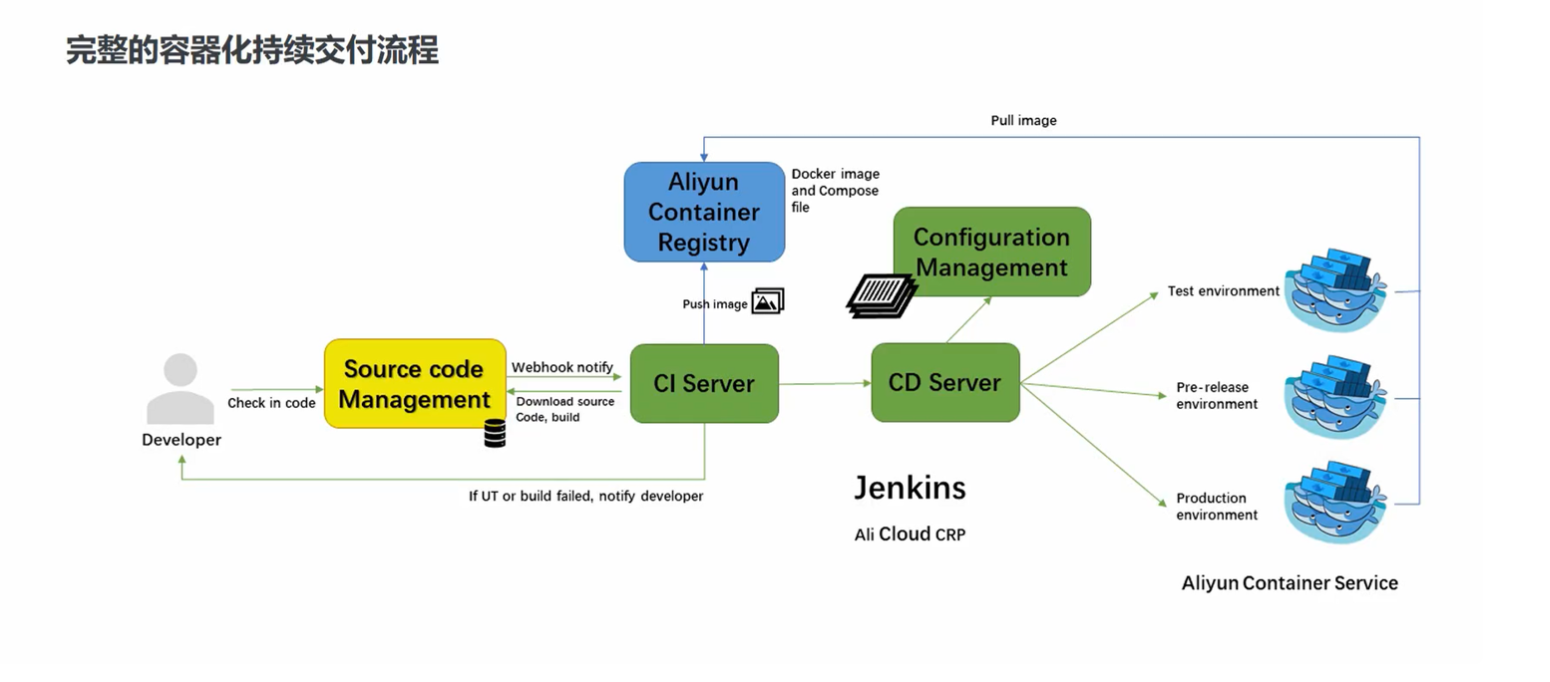 完整的容器化持续交付流程
Pull image
Aliyun
Container
Registry
Docker image
and Compose
file
Configuration
Management
Push image
Test environment
Source code
Management
Webhook notify
Download source
Code, build
CI Server
CD Server
Check in code
Developer
Pre-release
environment
If UT or build failed, notify developer
Jenkins
Ali Cloud CRP
Production
environment
Aliyun Container Service